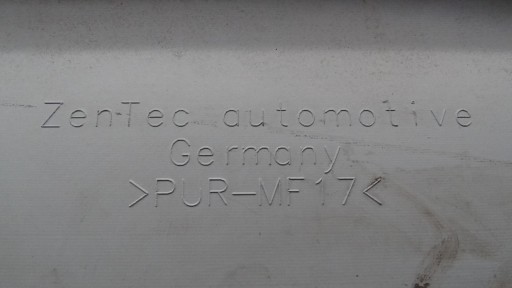 ZenTec automotive
Germany
>PUR-MF17<